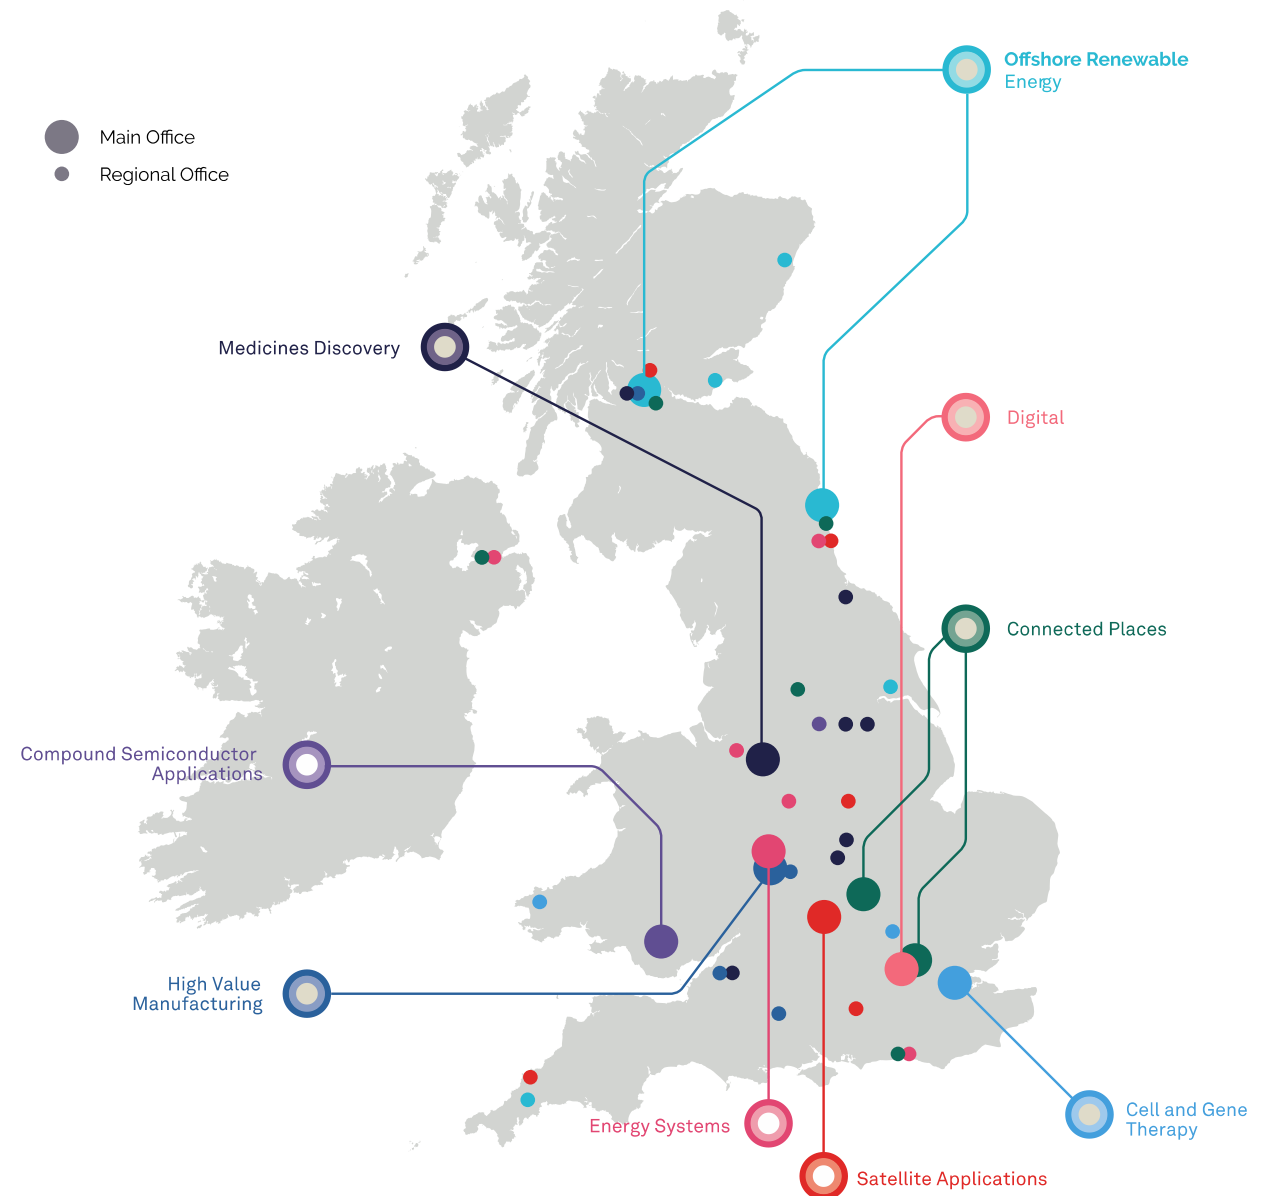 Offshore Renewable
Energy
Main Office
Regional Office
Medicines Discovery
Digital
Connected Places
Compound Semiconductor
Applications
High Value
Manufacturing
Energy Systems
Cell and Gene
Therapy
Satellite Applications